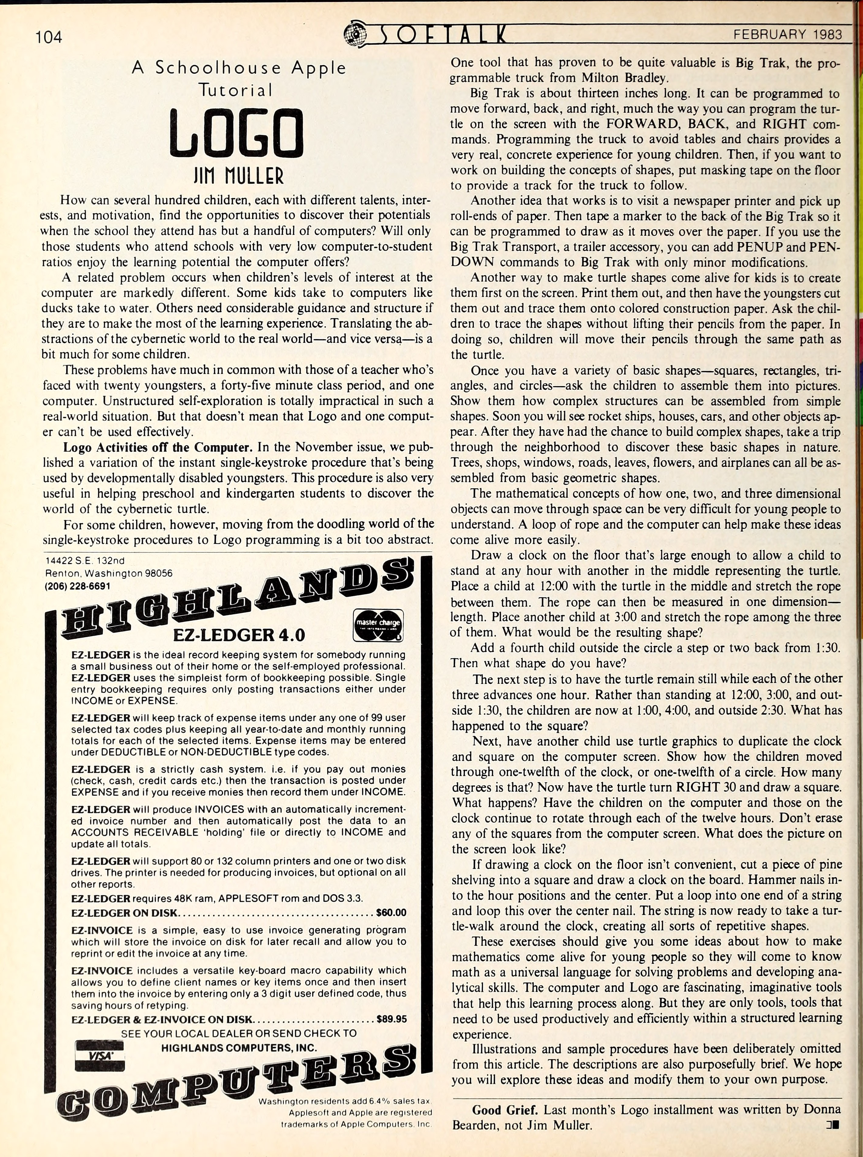 104
SOFTALK
FEBRUARY 1983
A Schoolhouse Apple
Tutorial
LOGO
JIM MULLER
How can several hundred children, each with different talents, inter-
ests, and motivation, find the opportunities to discover their potentials
when the school they attend has but a handful of computers? Will only
those students who attend schools with very low computer-to-student
ratios enjoy the learning potential the computer offers?
A related problem occurs when children's levels of interest at the
computer are markedly different. Some kids take to computers like
ducks take to water. Others need considerable guidance and structure if
they are to make the most of the learning experience. Translating the ab-
stractions of the cybernetic world to the real world—and vice versa—is a
bit much for some children.
These problems have much in common with those of a teacher who's
faced with twenty youngsters, a forty-five minute class period, and one
computer. Unstructured self-exploration is totally impractical in such a
real-world situation. But that doesn't mean that Logo and one comput-
er can't be used effectively.
Logo Activities off the Computer. In the November issue, we pub-
lished a variation of the instant single-keystroke procedure that's being
used by developmentally disabled youngsters. This procedure is also very
useful in helping preschool and kindergarten students to discover the
world of the cybernetic turtle.
For some children, however, moving from the doodling world of the
single-keystroke procedures to Logo programming is a bit too abstract.
One tool that has proven to be quite valuable is Big Trak, the pro-
grammable truck from Milton Bradley.
Big Trak is about thirteen inches long. It can be programmed to
move forward, back, and right, much the way you can program the tur-
tle on the screen with the FORWARD, BACK, and RIGHT com-
mands. Programming the truck to avoid tables and chairs provides a
very real, concrete experience for young children. Then, if you want to
work on building the concepts of shapes, put masking tape on the floor
to provide a track for the truck to follow.
Another idea that works is to visit a newspaper printer and pick up
roll-ends of paper. Then tape a marker to the back of the Big Trak so it
can be programmed to draw as it moves over the paper. If you use the
Big Trak Transport, a trailer accessory, you can add PENUP and PEN-
DOWN commands to Big Trak with only minor modifications.
Another way to make turtle shapes come alive for kids is to create
them first on the screen. Print them out, and then have the youngsters cut
them out and trace them onto colored construction paper. Ask the chil-
dren to trace the shapes without lifting their pencils from the paper. In
doing so, children will move their pencils through the same path as
the turtle.
Once you have a variety of basic shapes—squares, rectangles, tri-
angles, and circles—ask the children to assemble them into pictures.
Show them how complex structures can be assembled from simple
shapes. Soon you will see rocket ships, houses, cars, and other objects ap-
pear. After they have had the chance to build complex shapes, take a trip
through the neighborhood to discover these basic shapes in nature.
Trees, shops, windows, roads, leaves, flowers, and airplanes can all be as-
sembled from basic geometric shapes.
The mathematical concepts of how one, two, and three dimensional
objects can move through space can be very difficult for young people to
understand. A loop of rope and the computer can help make these ideas
come alive more easily.
Draw a clock on the floor that's large enough to allow a child to
stand at any hour with another in the middle representing the turtle.
Place a child at 12:00 with the turtle in the middle and stretch the rope
between them. The rope can then be measured in one dimension—
length. Place another child at 3:00 and stretch the rope among the three
of them. What would be the resulting shape?
Add a fourth child outside the circle a step or two back from 1:30.
Then what shape do you have?
The next step is to have the turtle remain still while each of the other
three advances one hour. Rather than standing at 12:00, 3:00, and out-
side 1:30, the children are now at 1:00, 4:00, and outside 2:30. What has
happened to the square?
Next, have another child use turtle graphics to duplicate the clock
and square on the computer screen. Show how the children moved
through one-twelfth of the clock, or one-twelfth of a circle. How many
degrees is that? Now have the turtle turn RIGHT 30 and draw a square.
What happens? Have the children on the computer and those on the
clock continue to rotate through each of the twelve hours. Don't erase
any of the squares from the computer screen. What does the picture on
the screen look like?
If drawing a clock on the floor isn't convenient, cut a piece of pine
shelving into a square and draw a clock on the board. Hammer nails in-
to the hour positions and the center. Put a loop into one end of a string
and loop this over the center nail. The string is now ready to take a tur-
tle-walk around the clock, creating all sorts of repetitive shapes.
These exercises should give you some ideas about how to make
mathematics come alive for young people so they will come to know
math as a universal language for solving problems and developing ana-
lytical skills. The computer and Logo are fascinating, imaginative tools
that help this learning process along. But they are only tools, tools that
need to be used productively and efficiently within a structured learning
experience.
Illustrations and sample procedures have been deliberately omitted
from this article. The descriptions are also purposefully brief. We hope
you will explore these ideas and modify them to your own purpose.
Good Grief. Last month's Logo installment was written by Donna
Bearden, not Jim Muller.
14422 S.E. 132nd
Renton, Washington 98056
(206) 228-6691
HIGHLANDS
EZ-LEDGER 4.0
master charge
EZ-LEDGER is the ideal record keeping system for somebody running
a small business out of their home or the self-employed professional.
EZ-LEDGER uses the simpleist form of bookkeeping possible. Single
entry bookkeeping requires only posting transactions either under
INCOME or EXPENSE.
EZ-LEDGER will keep track of expense items under any one of 99 user
selected tax codes plus keeping all year-to-date and monthly running
totals for each of the selected items. Expense items may be entered
under DEDUCTIBLE or NON-DEDUCTIBLE type codes.
EZ-LEDGER is a strictly cash system. i.e. if you pay out monies
(check, cash, credit cards etc.) then the transaction is posted under
EXPENSE and if you receive monies then record them under INCOME.
EZ-LEDGER will produce INVOICES with an automatically increment-
ed invoice number and then automatically post the data to an
ACCOUNTS RECEIVABLE 'holding' file or directly to INCOME and
update all totals.
EZ-LEDGER will support 80 or 132 column printers and one or two disk
drives. The printer is needed for producing invoices, but optional on all
other reports.
EZ-LEDGER requires 48K ram, APPLESOFT rom and DOS 3.3.
EZ-LEDGER ON DISK........................................$60.00
EZ-INVOICE is a simple, easy to use invoice generating program
which will store the invoice on disk for later recall and allow you to
reprint or edit the invoice at any time.
EZ-INVOICE includes a versatile key-board macro capability which
allows you to define client names or key items once and then insert
them into the invoice by entering only a 3 digit user defined code, thus
saving hours of retyping.
EZ-LEDGER & EZ-INVOICE ON DISK........................$89.95
SEE YOUR LOCAL DEALER OR SEND CHECK TO
HIGHLANDS COMPUTERS, INC.
VISA
COMPUTERS
Washington residents add 6.4% sales tax.
Applesoft and Apple are registered
trademarks of Apple Computers, Inc.